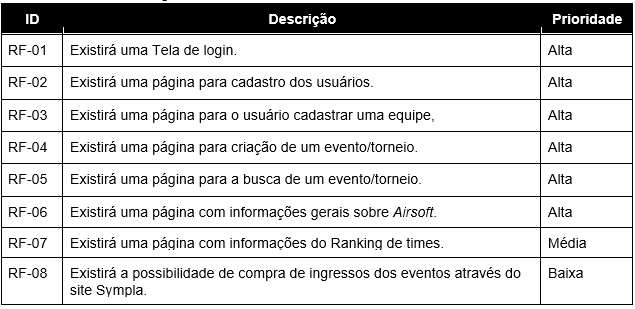 ID Descrição Prioridade
RF-01 Existirá uma Tela de login. Alta
RF-02 Existirá uma página para cadastro dos usuários. Alta
RF-03 Existirá uma página para o usuário cadastrar uma equipe, Alta
RF-04 Existirá uma página para criação de um evento/torneio. Alta
RF-05 Existirá uma página para a busca de um evento/torneio. Alta
RF-06 Existirá uma página com informações gerais sobre Airsoft. Alta
RF-07 Existirá uma página com informações do Ranking de times. Média
RF-08 Existirá a possibilidade de compra de ingressos dos eventos através do Baixa
site Sympla.